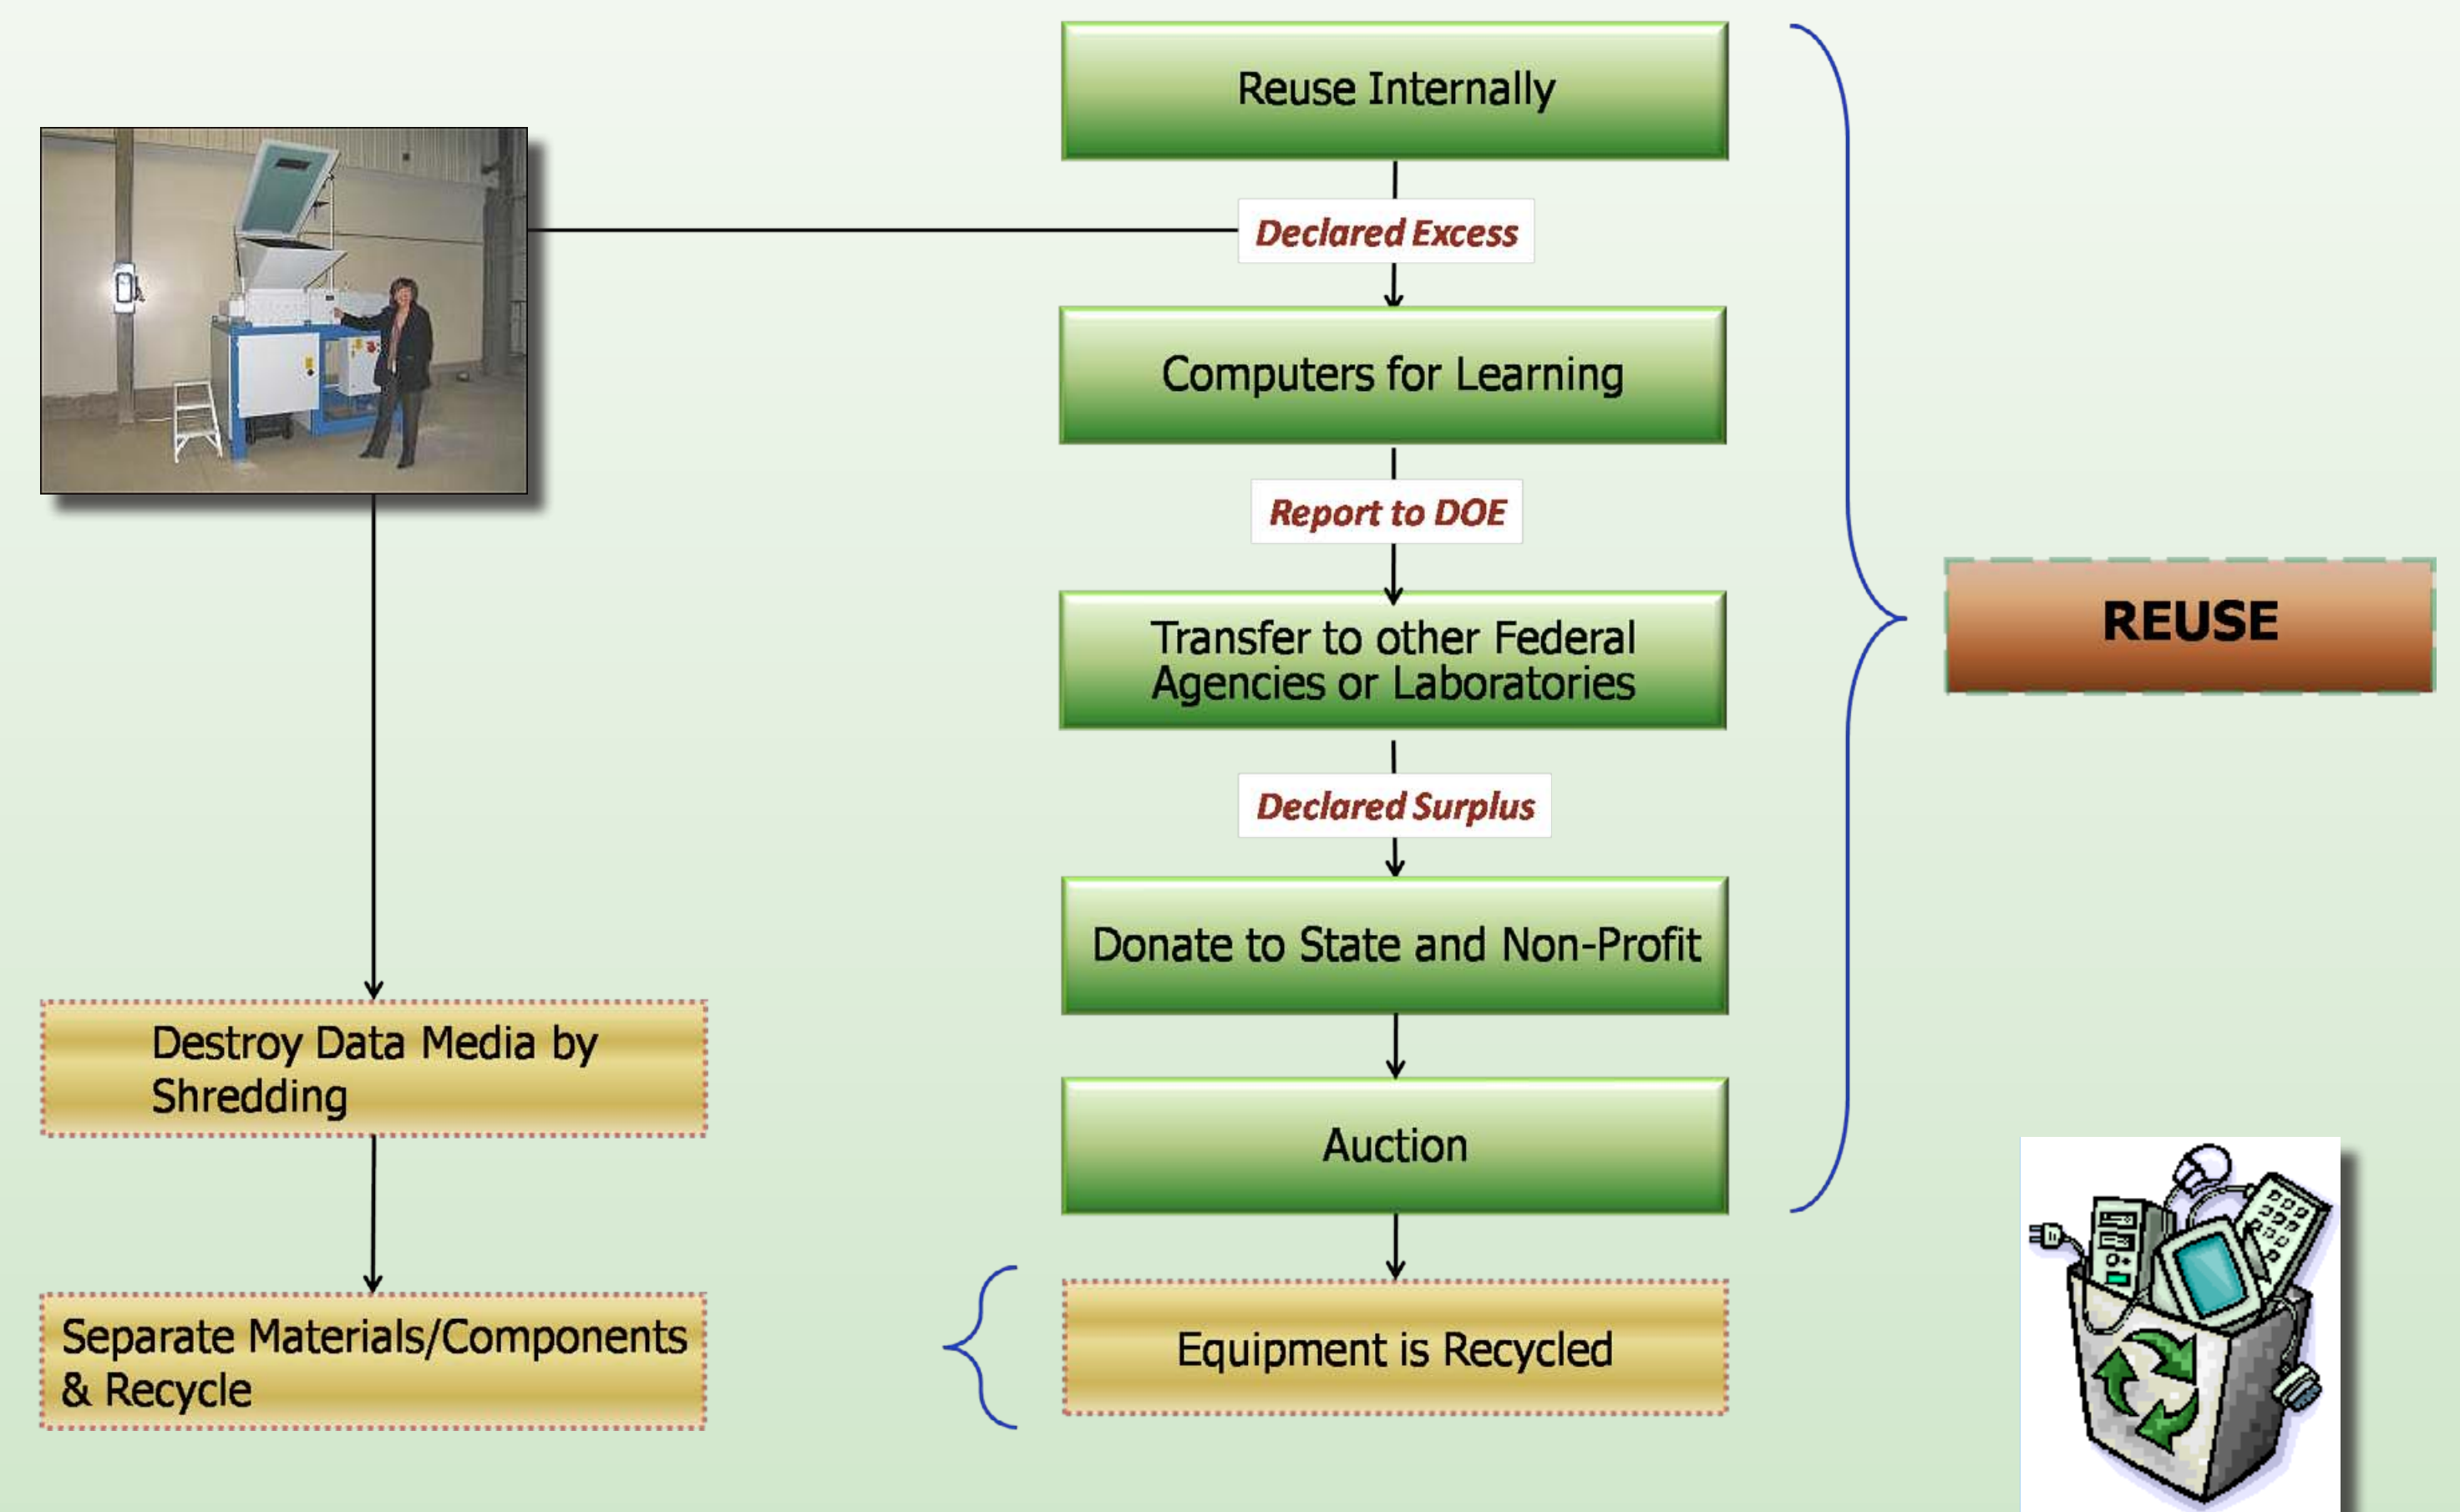 Reuse Internally
Declared Excess
Computers for Learning
Report to DOE
Transfer to other Federal
Agencies or Laboratories
REUSE
Declared Surplus
Donate to State and Non-Profit
Destroy Data Media by
Shredding
Auction
Separate Materials/Components
& Recycle
Equipment is Recycled